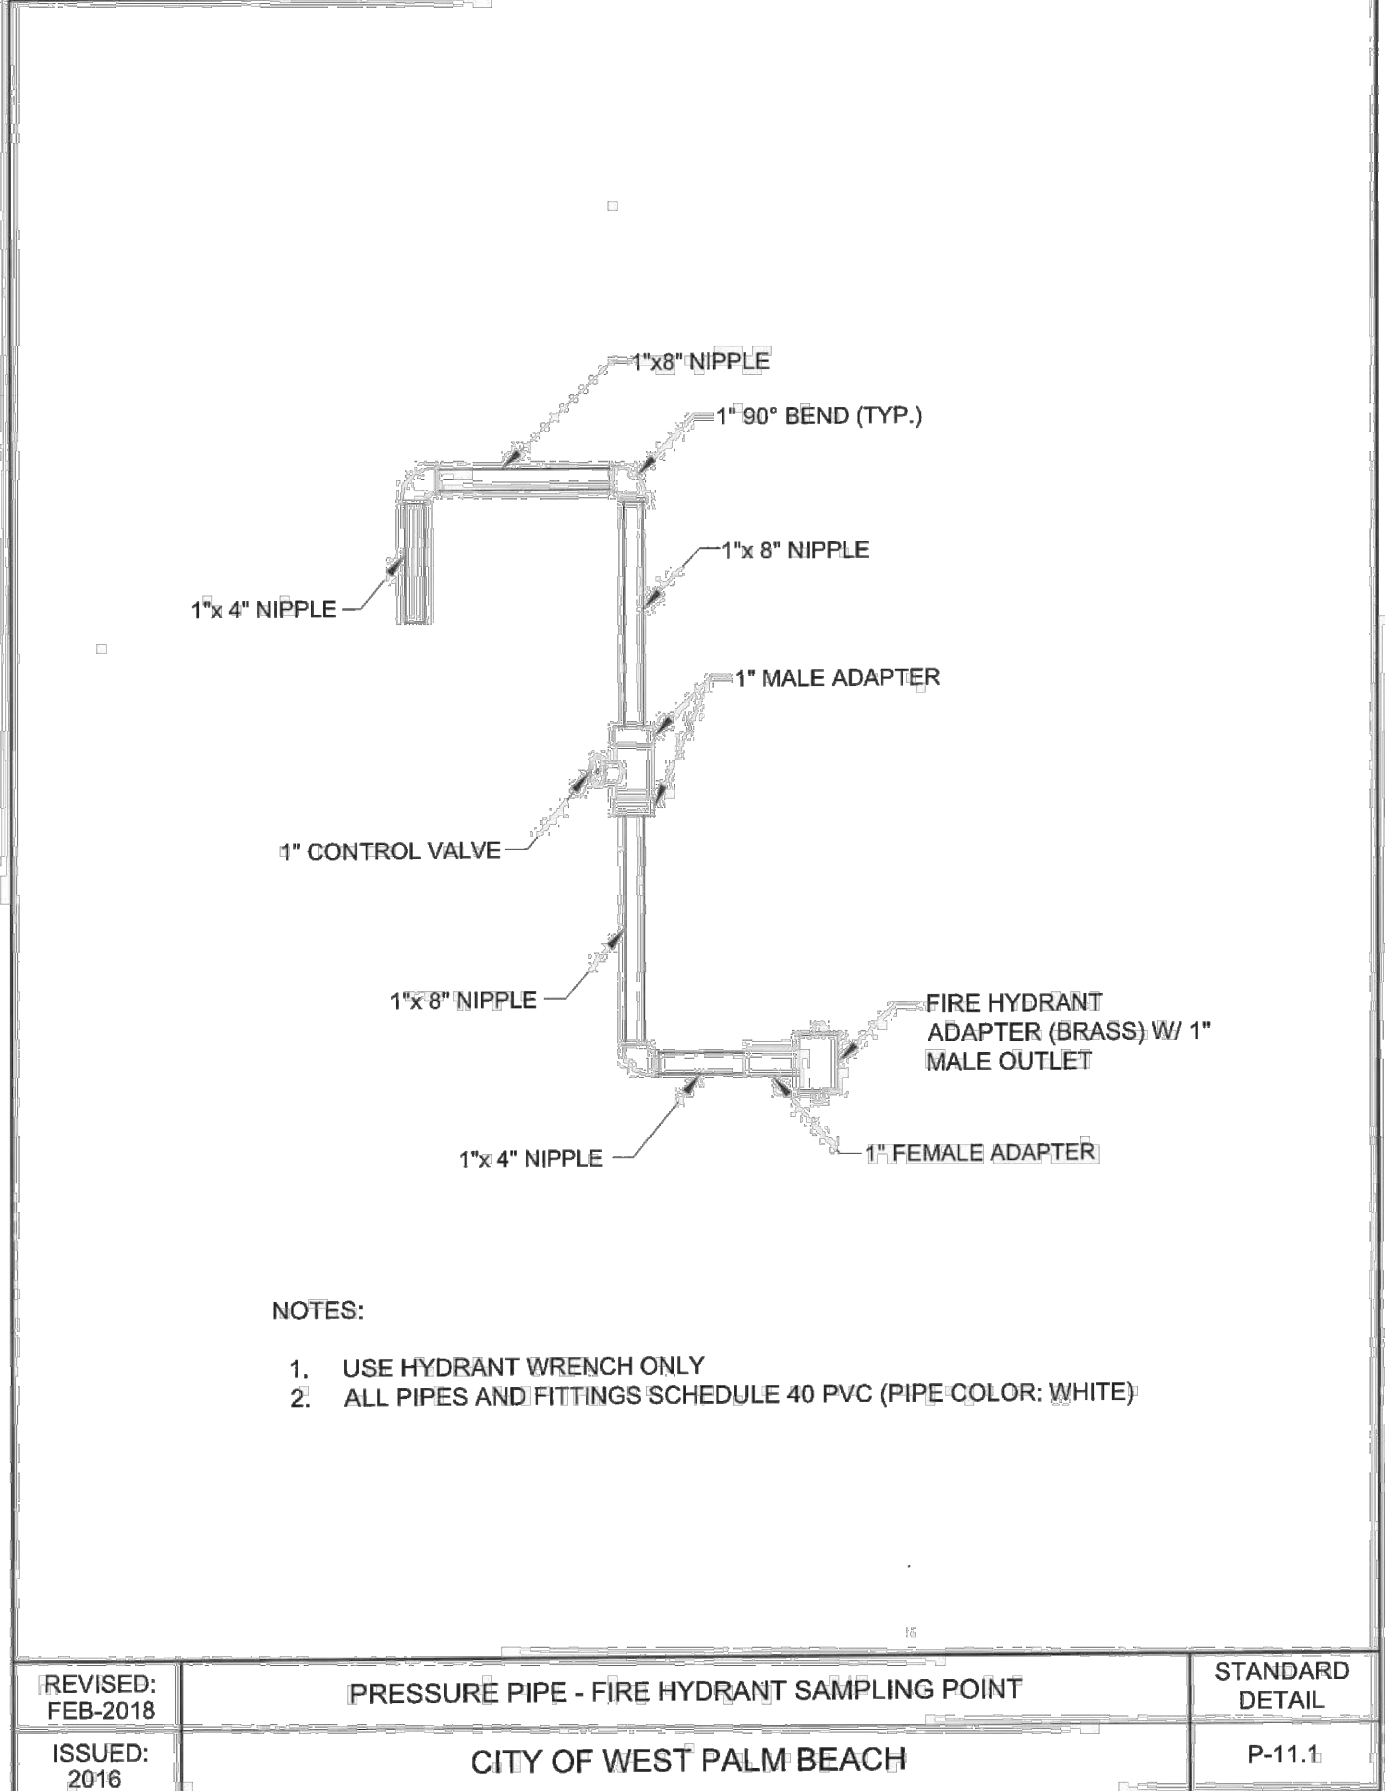 1"x8" NIPPLE
1" 90° BEND (TYP.)
1"x 8" NIPPLE
1"x 4" NIPPLE
1" MALE ADAPTER
1" CONTROL VALVE
1"x 8" NIPPLE
FIRE HYDRANT
ADAPTER (BRASS) W/ 1"
MALE OUTLET
1"x 4" NIPPLE
1" FEMALE ADAPTER
NOTES:
1. USE HYDRANT WRENCH ONLY
2. ALL PIPES AND FITTINGS SCHEDULE 40 PVC (PIPE COLOR: WHITE)
REVISED:
FEB-2018
PRESSURE PIPE - FIRE HYDRANT SAMPLING POINT
STANDARD
DETAIL
ISSUED:
2016
CITY OF WEST PALM BEACH
P-11.1